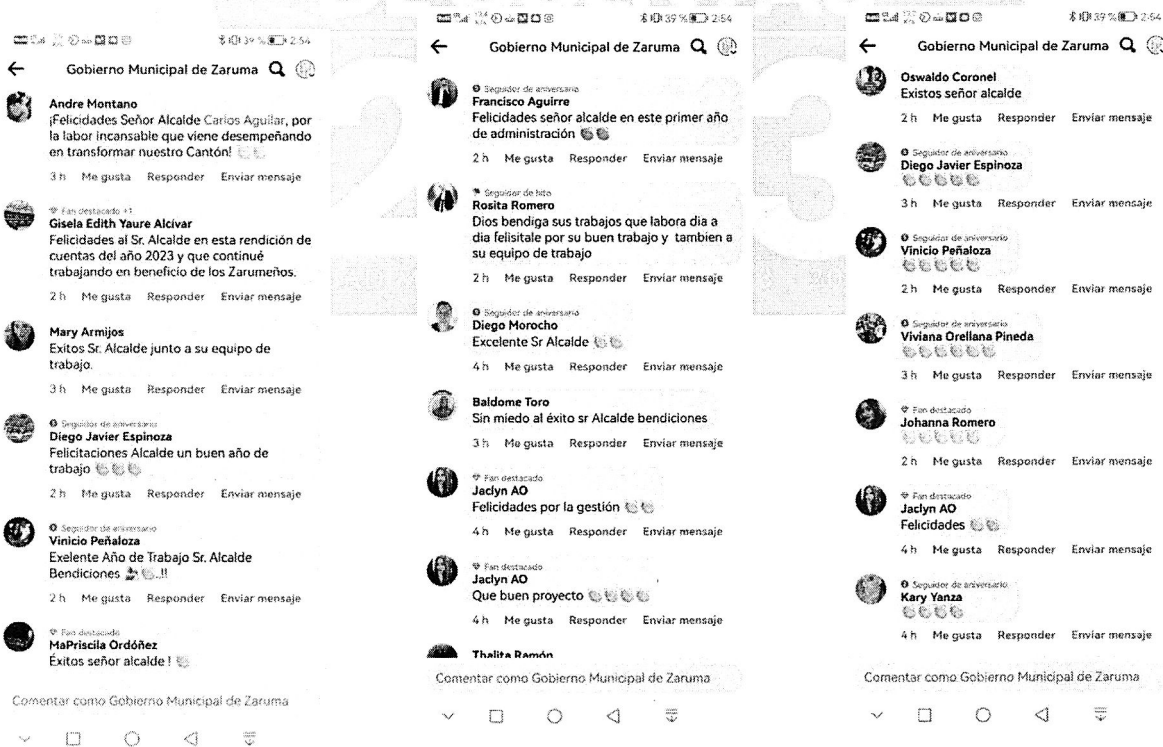 39 % 2:54
Gobierno Municipal de Zaruma
Andre Montano
¡Felicidades Señor Alcalde Carlos Aguilar, por
la labor incansable que viene desempeñando
en transformar nuestro Cantón! 👏👏
3 h Me gusta Responder Enviar mensaje
Fan destacado +1
Gisela Edith Yaure Alcívar
Felicidades al Sr. Alcalde en esta rendición de
cuentas del año 2023 y que continué
trabajando en beneficio de los Zarumeños.
2 h Me gusta Responder Enviar mensaje
Mary Armijos
Exitos Sr. Alcalde junto a su equipo de
trabajo.
3 h Me gusta Responder Enviar mensaje
Seguidor de aniversario
Diego Javier Espinoza
Felicitaciones Alcalde un buen año de
trabajo 👏👏👏
2 h Me gusta Responder Enviar mensaje
Seguidor de aniversario
Vinicio Peñaloza
Exelente Año de Trabajo Sr. Alcalde
Bendiciones 👏..!!
2 h Me gusta Responder Enviar mensaje
Fan destacado
MaPriscila Ordóñez
Éxitos señor alcalde ! 👏
Comentar como Gobierno Municipal de Zaruma
39 % 2:54
Gobierno Municipal de Zaruma
Seguidor de aniversario
Francisco Aguirre
Felicidades señor alcalde en este primer año
de administración 👏👏
2 h Me gusta Responder Enviar mensaje
Seguidor de hito
Rosita Romero
Dios bendiga sus trabajos que labora dia a
dia felisitale por su buen trabajo y tambien a
su equipo de trabajo
2 h Me gusta Responder Enviar mensaje
Seguidor de aniversario
Diego Morocho
Excelente Sr Alcalde 👏👏
4 h Me gusta Responder Enviar mensaje
Baldome Toro
Sin miedo al éxito sr Alcalde bendiciones
3 h Me gusta Responder Enviar mensaje
Fan destacado
Jaclyn AO
Felicidades por la gestión 👏👏
4 h Me gusta Responder Enviar mensaje
Fan destacado
Jaclyn AO
Que buen proyecto 👏👏👏👏
4 h Me gusta Responder Enviar mensaje
Thalita Ramón
Comentar como Gobierno Municipal de Zaruma
39 % 2:54
Gobierno Municipal de Zaruma
Oswaldo Coronel
Existos señor alcalde
2 h Me gusta Responder Enviar mensaje
Seguidor de aniversario
Diego Javier Espinoza
👏👏👏👏👏
3 h Me gusta Responder Enviar mensaje
Seguidor de aniversario
Vinicio Peñaloza
👏👏👏👏👏
2 h Me gusta Responder Enviar mensaje
Seguidor de aniversario
Viviana Orellana Pineda
👏👏👏👏👏👏
3 h Me gusta Responder Enviar mensaje
Fan destacado
Johanna Romero
👏👏👏👏👏
2 h Me gusta Responder Enviar mensaje
Fan destacado
Jaclyn AO
Felicidades 👏👏
4 h Me gusta Responder Enviar mensaje
Seguidor de aniversario
Kary Yanza
👏👏👏👏
4 h Me gusta Responder Enviar mensaje
Comentar como Gobierno Municipal de Zaruma